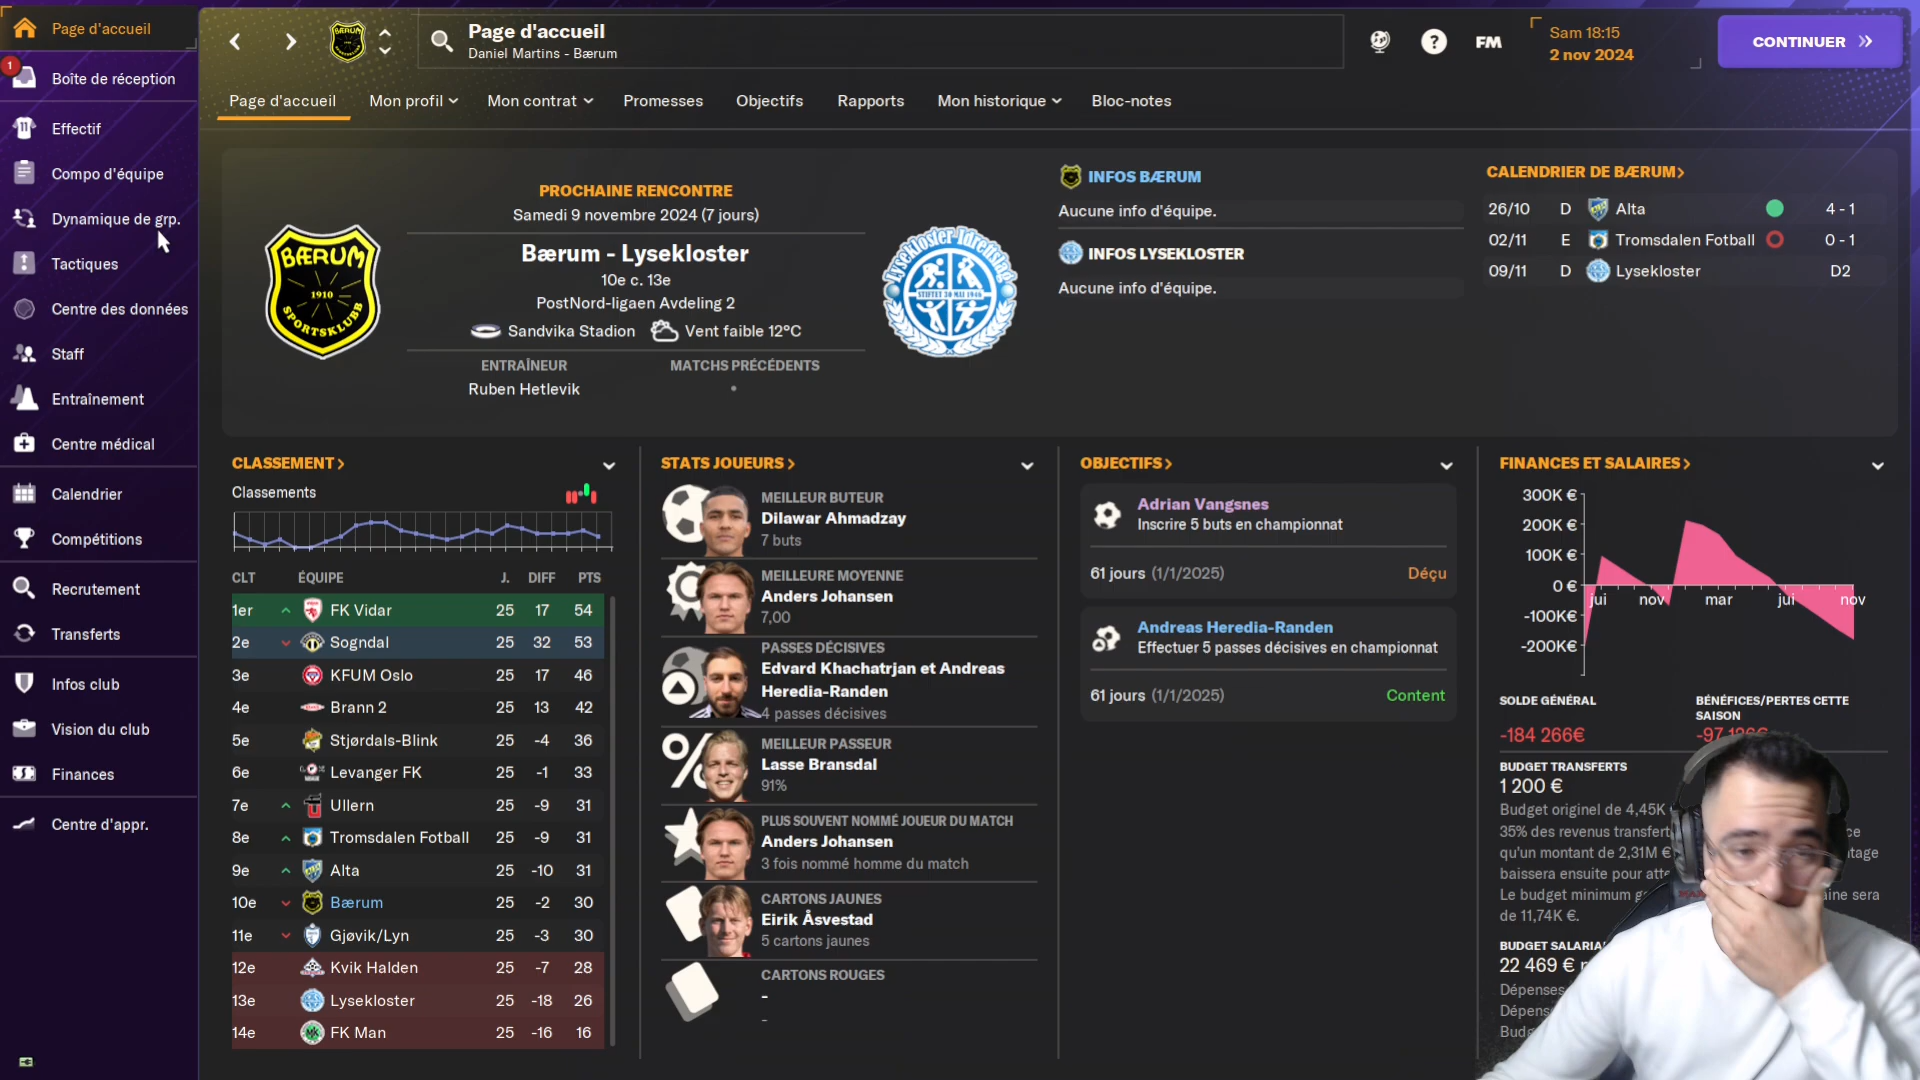 Page d'accueil
1
Boîte de réception
Effectif
Compo d'équipe
Dynamique de grp.
Tactiques
Centre des données
Staff
Entraînement
Centre médical
Calendrier
Compétitions
Recrutement
Transferts
Infos club
Vision du club
Finances
Centre d'appr.
Page d'accueil
Daniel Martins - Bærum
?
FM
Sam 18:15
2 nov 2024
CONTINUER
Page d'accueil
Mon profil
Mon contrat
Promesses
Objectifs
Rapports
Mon historique
Bloc-notes
BÆRUM
1910
SPORTSKLUBB
PROCHAINE RENCONTRE
Samedi 9 novembre 2024 (7 jours)
Bærum - Lysekloster
10e c. 13e
PostNord-ligaen Avdeling 2
Sandvika Stadion
Vent faible 12°C
ENTRAÎNEUR
Ruben Hetlevik
MATCHS PRÉCÉDENTS
Lysekloster Idrettslag
INFOS BÆRUM
Aucune info d'équipe.
INFOS LYSEKLOSTER
Aucune info d'équipe.
CALENDRIER DE BÆRUM>
26/10 D Alta 4 - 1
02/11 E Tromsdalen Fotball 0 - 1
09/11 D Lysekloster D2
CLASSEMENT>
Classements
CLT ÉQUIPE J. DIFF PTS
1er FK Vidar 25 17 54
2e Sogndal 25 32 53
3e KFUM Oslo 25 17 46
4e Brann 2 25 13 42
5e Stjørdals-Blink 25 -4 36
6e Levanger FK 25 -1 33
7e Ullern 25 -9 31
8e Tromsdalen Fotball 25 -9 31
9e Alta 25 -10 31
10e Bærum 25 -2 30
11e Gjøvik/Lyn 25 -3 30
12e Kvik Halden 25 -7 28
13e Lysekloster 25 -18 26
14e FK Man 25 -16 16
STATS JOUEURS>
MEILLEUR BUTEUR
Dilawar Ahmadzay
7 buts
MEILLEURE MOYENNE
Anders Johansen
7,00
PASSES DÉCISIVES
Edvard Khachatrjan et Andreas
Heredia-Randen
4 passes décisives
MEILLEUR PASSEUR
Lasse Bransdal
91%
PLUS SOUVENT NOMMÉ JOUEUR DU MATCH
Anders Johansen
3 fois nommé homme du match
CARTONS JAUNES
Eirik Åsvestad
5 cartons jaunes
CARTONS ROUGES
-
-
OBJECTIFS>
Adrian Vangsnes
Inscrire 5 buts en championnat
61 jours (1/1/2025) Déçu
Andreas Heredia-Randen
Effectuer 5 passes décisives en championnat
61 jours (1/1/2025) Content
FINANCES ET SALAIRES>
300K €
200K €
100K €
0 €
-100K€
-200K€
jui nov mar jui nov
SOLDE GÉNÉRAL
-184 266€
BÉNÉFICES/PERTES CETTE
SAISON
-97
BUDGET TRANSFERTS
1 200 €
Budget originel de 4,45K
35% des revenus transfert
qu'un montant de 2,31M €
baissera ensuite pour
Le budget minimum
sera
de 11,74K €.
BUDGET
22 469 €
Dépenses